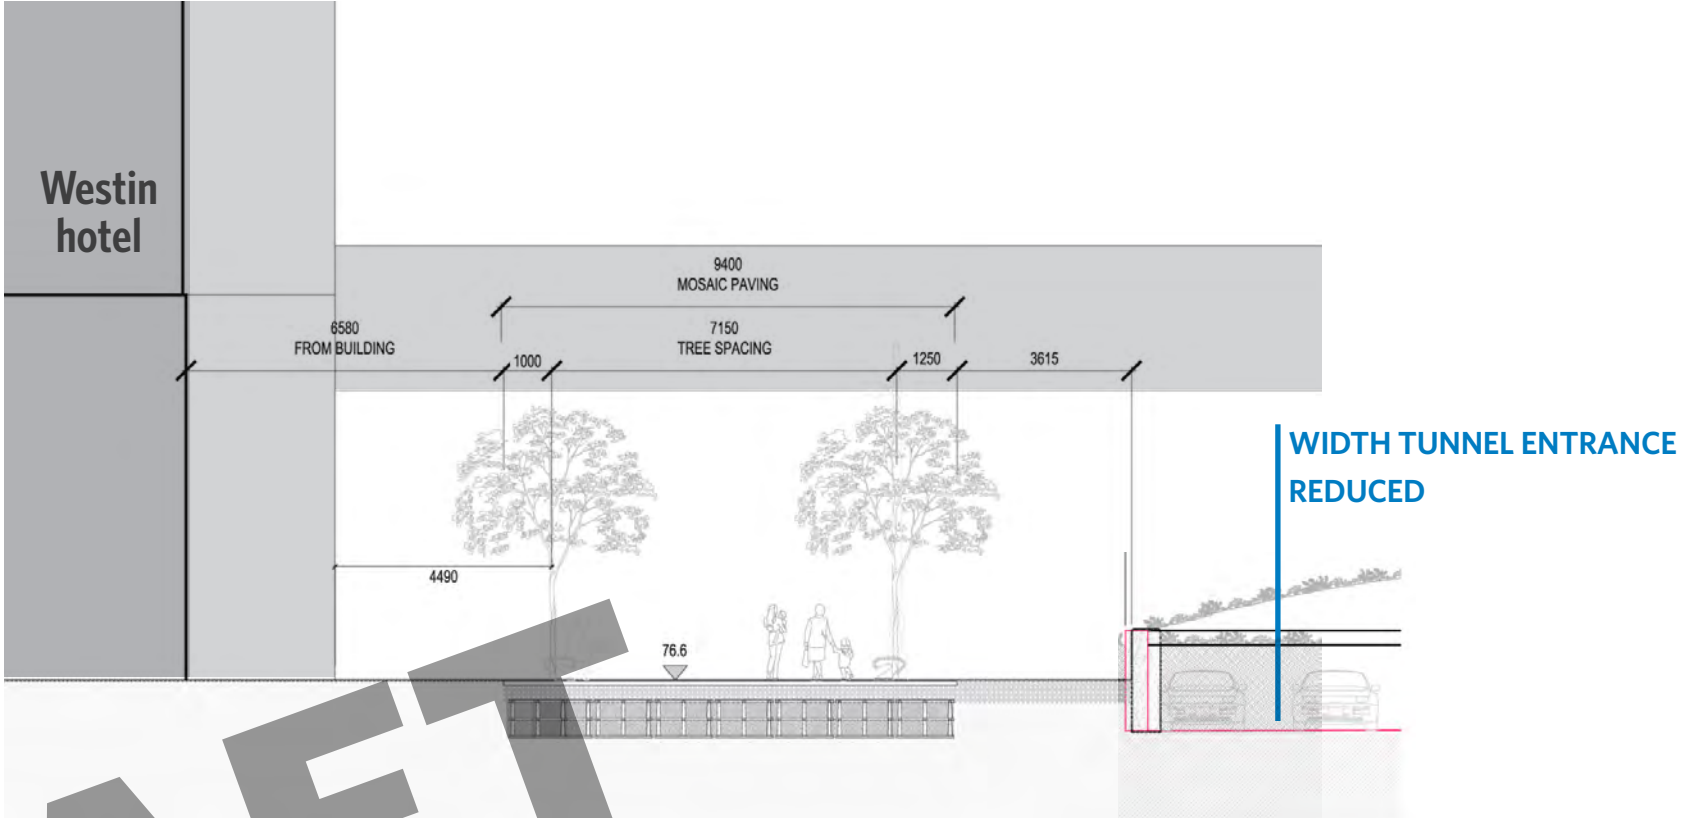 Westin
hotel
9400
MOSAIC PAVING
6580
FROM BUILDING
1000
7150
TREE SPACING
1250
3615
WIDTH TUNNEL ENTRANCE
REDUCED
4490
76.6
AFT